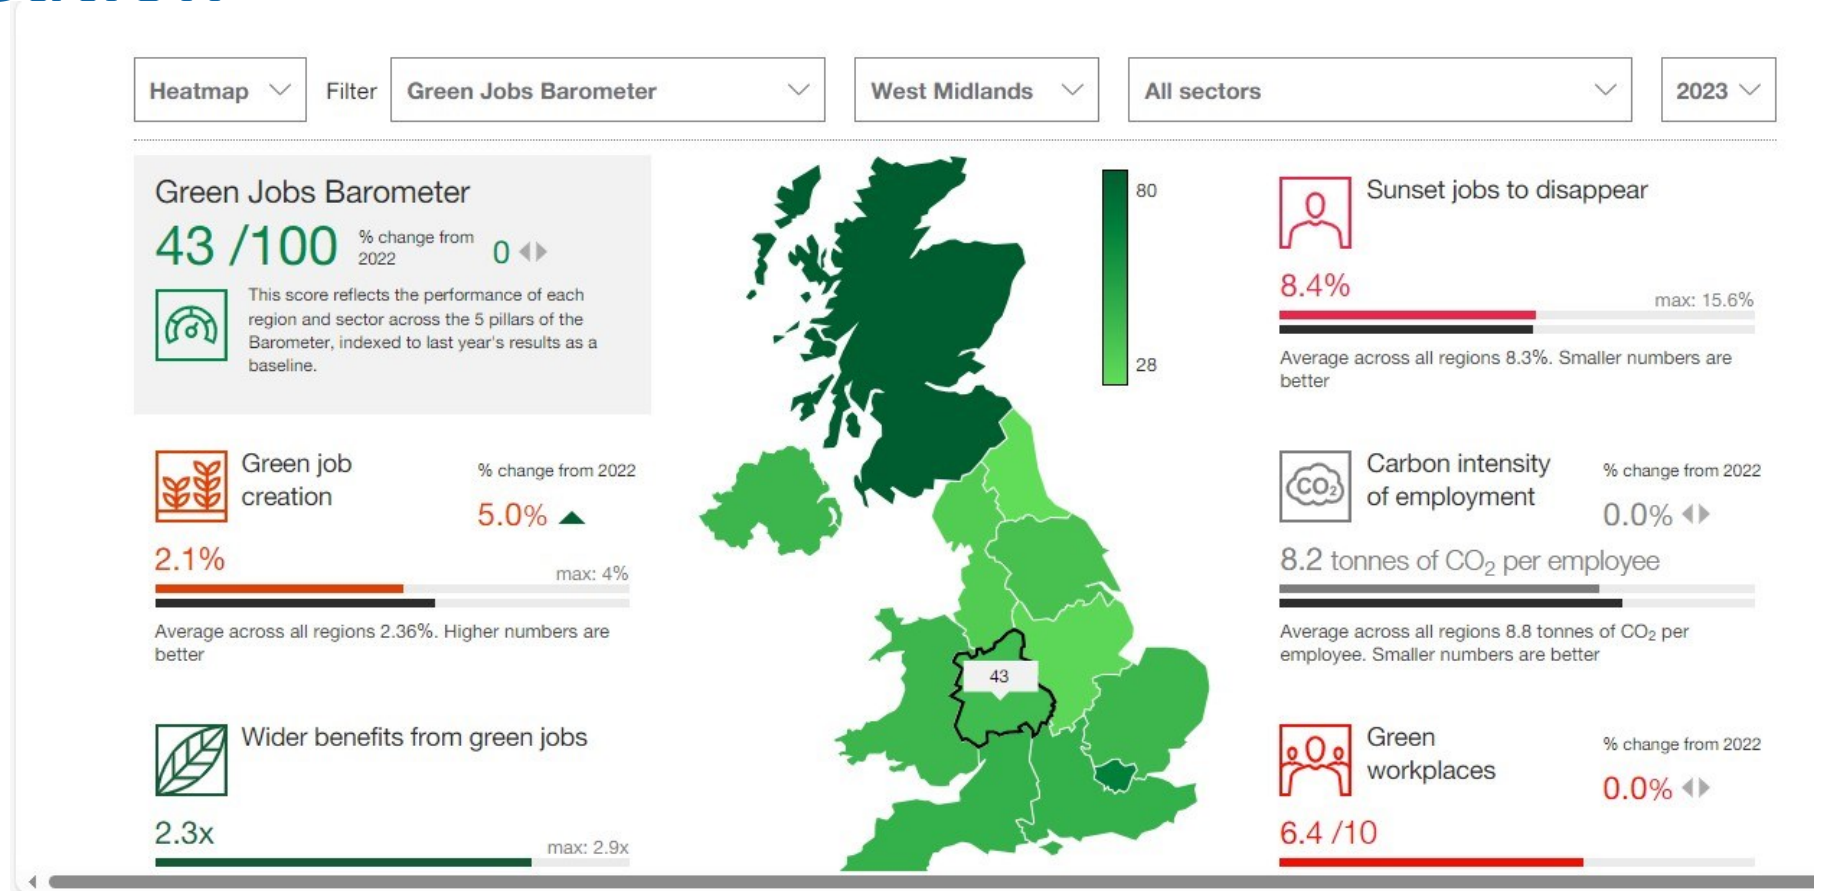 Heatmap
Filter
Green Jobs Barometer
West Midlands
All sectors
2023
Green Jobs Barometer
43 /100
% change from
2022
0
This score reflects the performance of each
region and sector across the 5 pillars of the
Barometer, indexed to last year's results as a
baseline.
Green job
creation
% change from 2022
5.0%
2.1%
max: 4%
Average across all regions 2.36%. Higher numbers are
better
Wider benefits from green jobs
2.3x
max: 2.9x
80
28
43
Sunset jobs to disappear
8.4%
max: 15.6%
Average across all regions 8.3%. Smaller numbers are
better
CO₂
Carbon intensity
of employment
% change from 2022
0.0%
8.2 tonnes of CO₂ per employee
Average across all regions 8.8 tonnes of CO₂ per
employee. Smaller numbers are better
Green
workplaces
% change from 2022
0.0%
6.4 /10